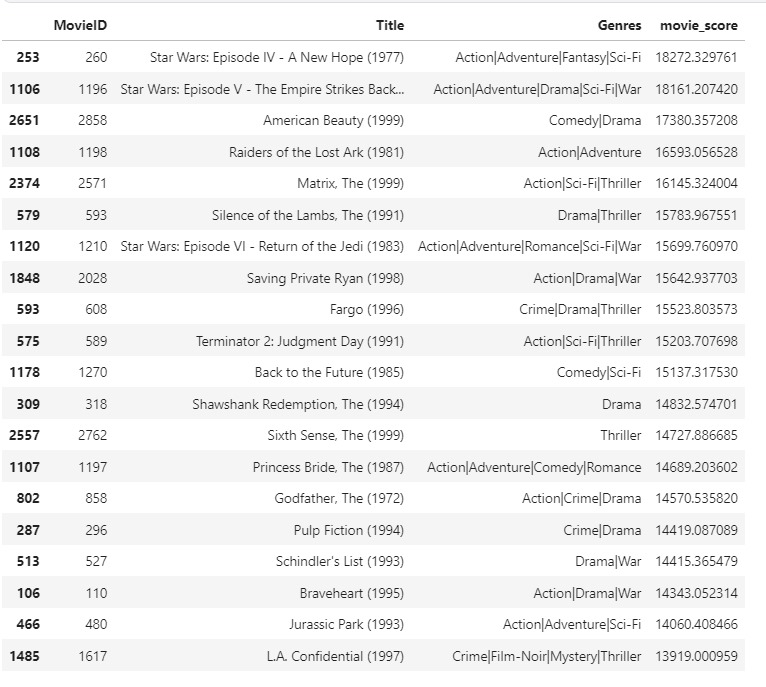 MovieID Title Genres movie_score
253 260 Star Wars: Episode IV - A New Hope (1977) Action|Adventure|Fantasy|Sci-Fi 18272.329761
1106 1196 Star Wars: Episode V - The Empire Strikes Back... Action|Adventure|Drama|Sci-Fi|War 18161.207420
2651 2858 American Beauty (1999) Comedy|Drama 17380.357208
1108 1198 Raiders of the Lost Ark (1981) Action|Adventure 16593.056528
2374 2571 Matrix, The (1999) Action|Sci-Fi|Thriller 16145.324004
579 593 Silence of the Lambs, The (1991) Drama|Thriller 15783.967551
1120 1210 Star Wars: Episode VI - Return of the Jedi (1983) Action|Adventure|Romance|Sci-Fi|War 15699.760970
1848 2028 Saving Private Ryan (1998) Action|Drama|War 15642.937703
593 608 Fargo (1996) Crime|Drama|Thriller 15523.803573
575 589 Terminator 2: Judgment Day (1991) Action|Sci-Fi|Thriller 15203.707698
1178 1270 Back to the Future (1985) Comedy|Sci-Fi 15137.317530
309 318 Shawshank Redemption, The (1994) Drama 14832.574701
2557 2762 Sixth Sense, The (1999) Thriller 14727.886685
1107 1197 Princess Bride, The (1987) Action|Adventure|Comedy|Romance 14689.203602
802 858 Godfather, The (1972) Action|Crime|Drama 14570.535820
287 296 Pulp Fiction (1994) Crime|Drama 14419.087089
513 527 Schindler's List (1993) Drama|War 14415.365479
106 110 Braveheart (1995) Action|Drama|War 14343.052314
466 480 Jurassic Park (1993) Action|Adventure|Sci-Fi 14060.408466
1485 1617 L.A. Confidential (1997) Crime|Film-Noir|Mystery|Thriller 13919.000959